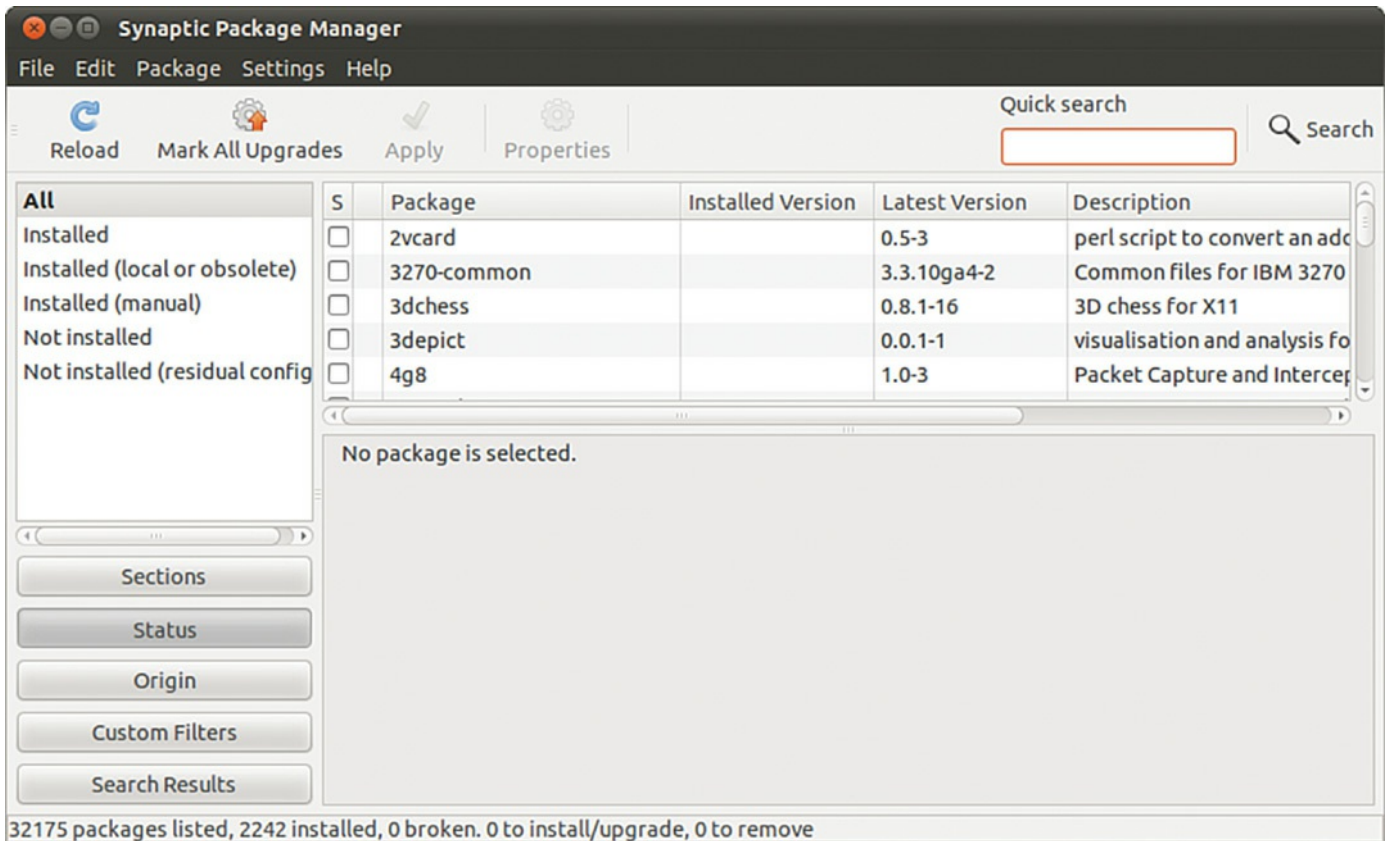 Synaptic Package Manager
File Edit Package Settings Help
Reload Mark All Upgrades Apply Properties Quick search Search
All
Installed
Installed (local or obsolete)
Installed (manual)
Not installed
Not installed (residual config
S Package Installed Version Latest Version Description
2vcard 0.5-3 perl script to convert an adc
3270-common 3.3.10ga4-2 Common files for IBM 3270
3dchess 0.8.1-16 3D chess for X11
3depict 0.0.1-1 visualisation and analysis fo
4g8 1.0-3 Packet Capture and Intercep
No package is selected.
Sections
Status
Origin
Custom Filters
Search Results
32175 packages listed, 2242 installed, 0 broken. 0 to install/upgrade, 0 to remove